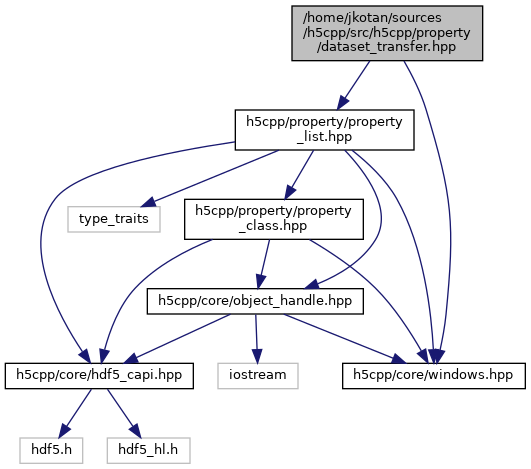 /home/jkotan/sources
/h5cpp/src/h5cpp/property
/dataset_transfer.hpp
h5cpp/property/property
_list.hpp
type_traits
h5cpp/property/property
_class.hpp
h5cpp/core/object_handle.hpp
h5cpp/core/hdf5_capi.hpp
iostream
h5cpp/core/windows.hpp
hdf5.h
hdf5_hl.h